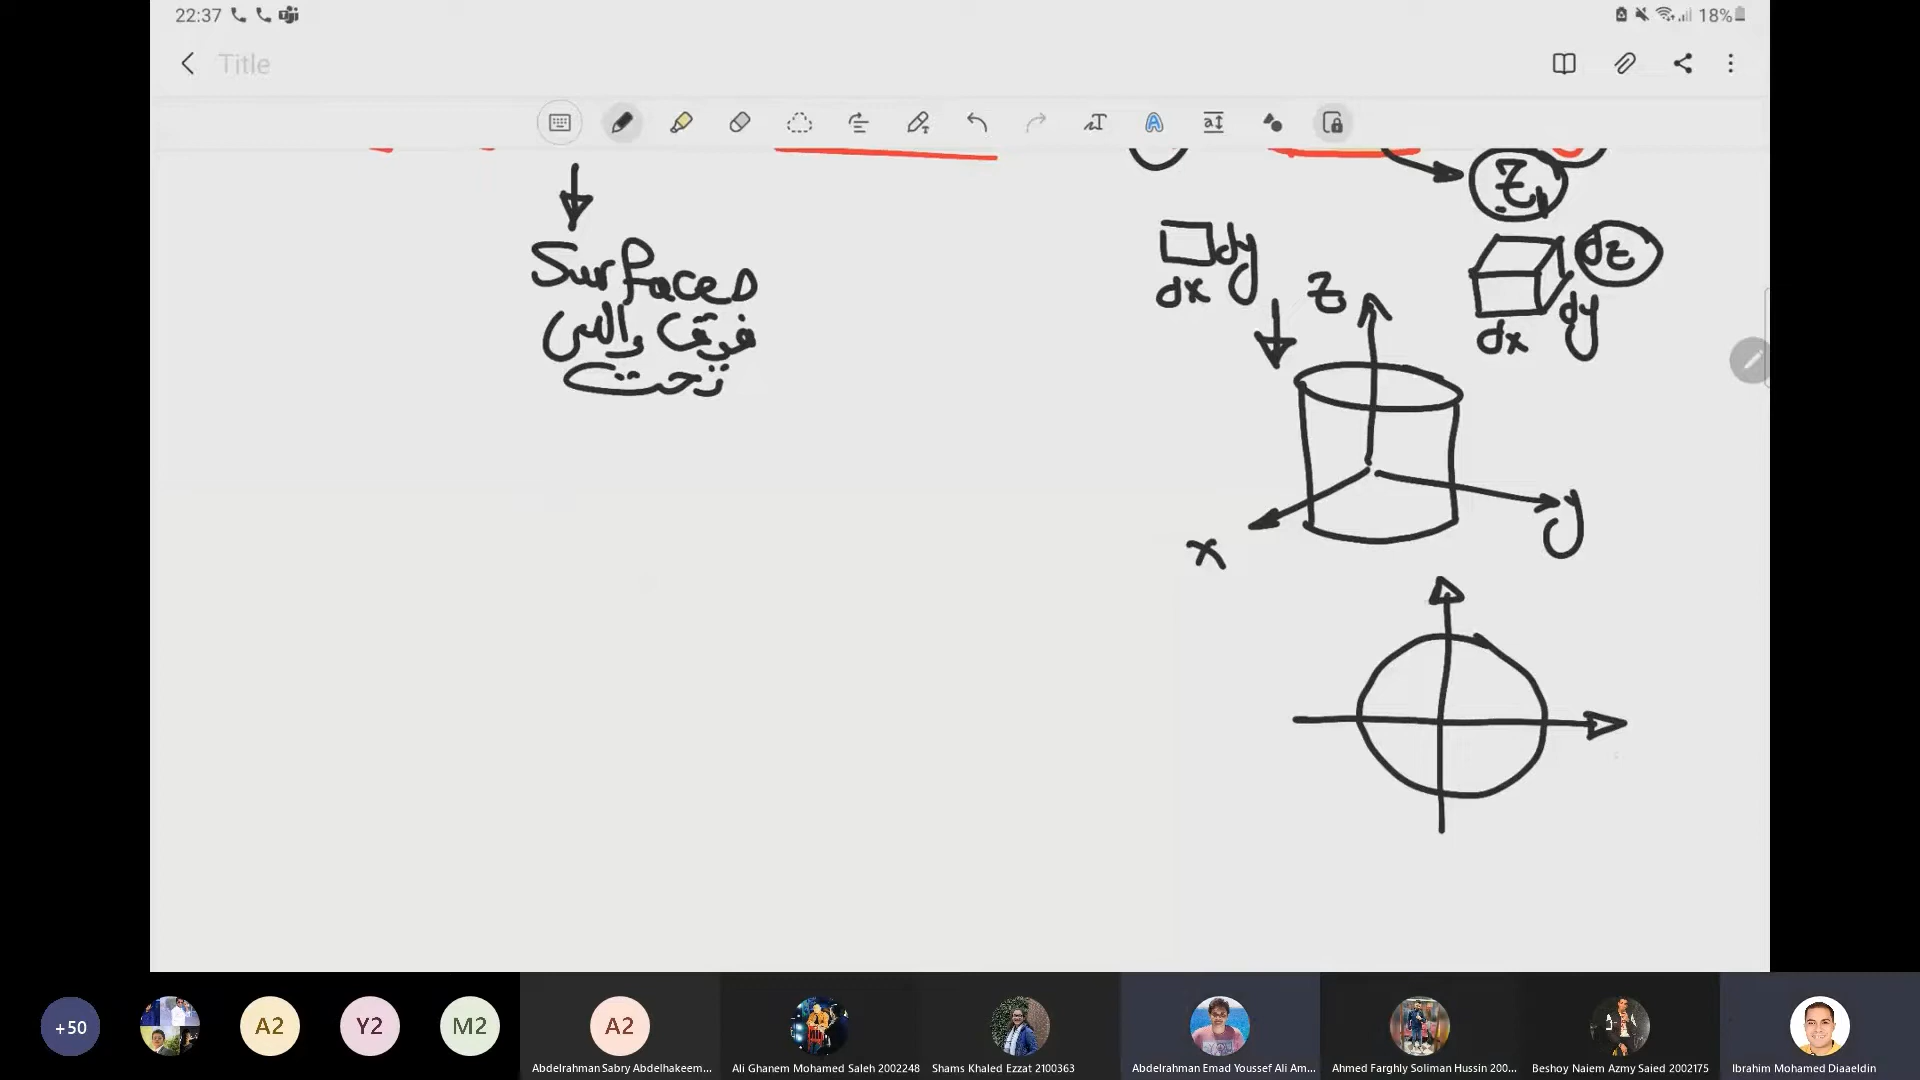 22:37
18%
Title
Z
Surfaces
فوق واللى
تحت
dy
dx
Z
dz
dy
dx
y
x
+50
A2
Y2
M2
A2
Abdelrahman Sabry Abdelhakeem...
Ali Ghanem Mohamed Saleh 2002248
Shams Khaled Ezzat 2100363
Abdelrahman Emad Youssef Ali Am...
Ahmed Farghly Soliman Hussin 200...
Beshoy Naiem Azmy Saied 2002175
Ibrahim Mohamed Diaaeldin